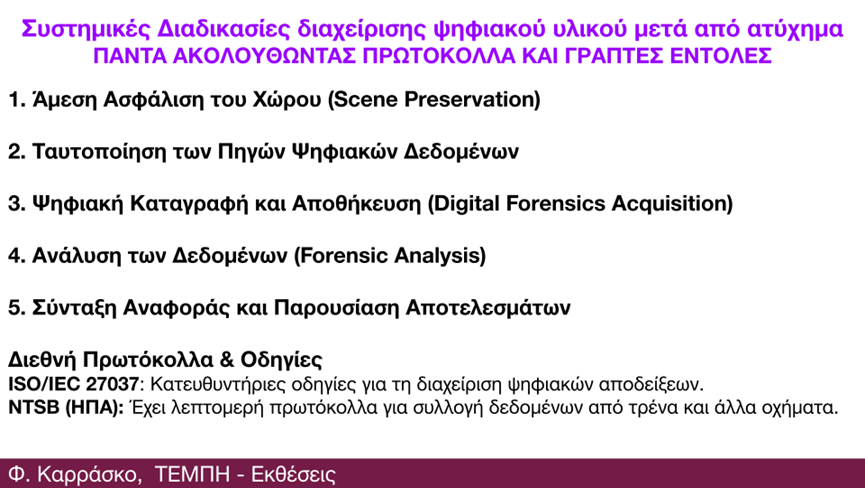 Συστημικές Διαδικασίες διαχείρισης ψηφιακού υλικού μετά από ατύχημα
ΠΑΝΤΑ ΑΚΟΛΟΥΘΩΝΤΑΣ ΠΡΩΤΟΚΟΛΛΑ ΚΑΙ ΓΡΑΠΤΕΣ ΕΝΤΟΛΕΣ
1. Άμεση Ασφάλιση του Χώρου (Scene Preservation)
2. Ταυτοποίηση των Πηγών Ψηφιακών Δεδομένων
3. Ψηφιακή Καταγραφή και Αποθήκευση (Digital Forensics Acquisition)
4. Ανάλυση των Δεδομένων (Forensic Analysis)
5. Σύνταξη Αναφοράς και Παρουσίαση Αποτελεσμάτων
Διεθνή Πρωτόκολλα & Οδηγίες
ISO/IEC 27037: Κατευθυντήριες οδηγίες για τη διαχείριση ψηφιακών αποδείξεων.
NTSB (ΗΠΑ): Έχει λεπτομερή πρωτόκολλα για συλλογή δεδομένων από τρένα και άλλα οχήματα.
Φ. Καρράσκο, ΤΕΜΠΗ - Εκθέσεις